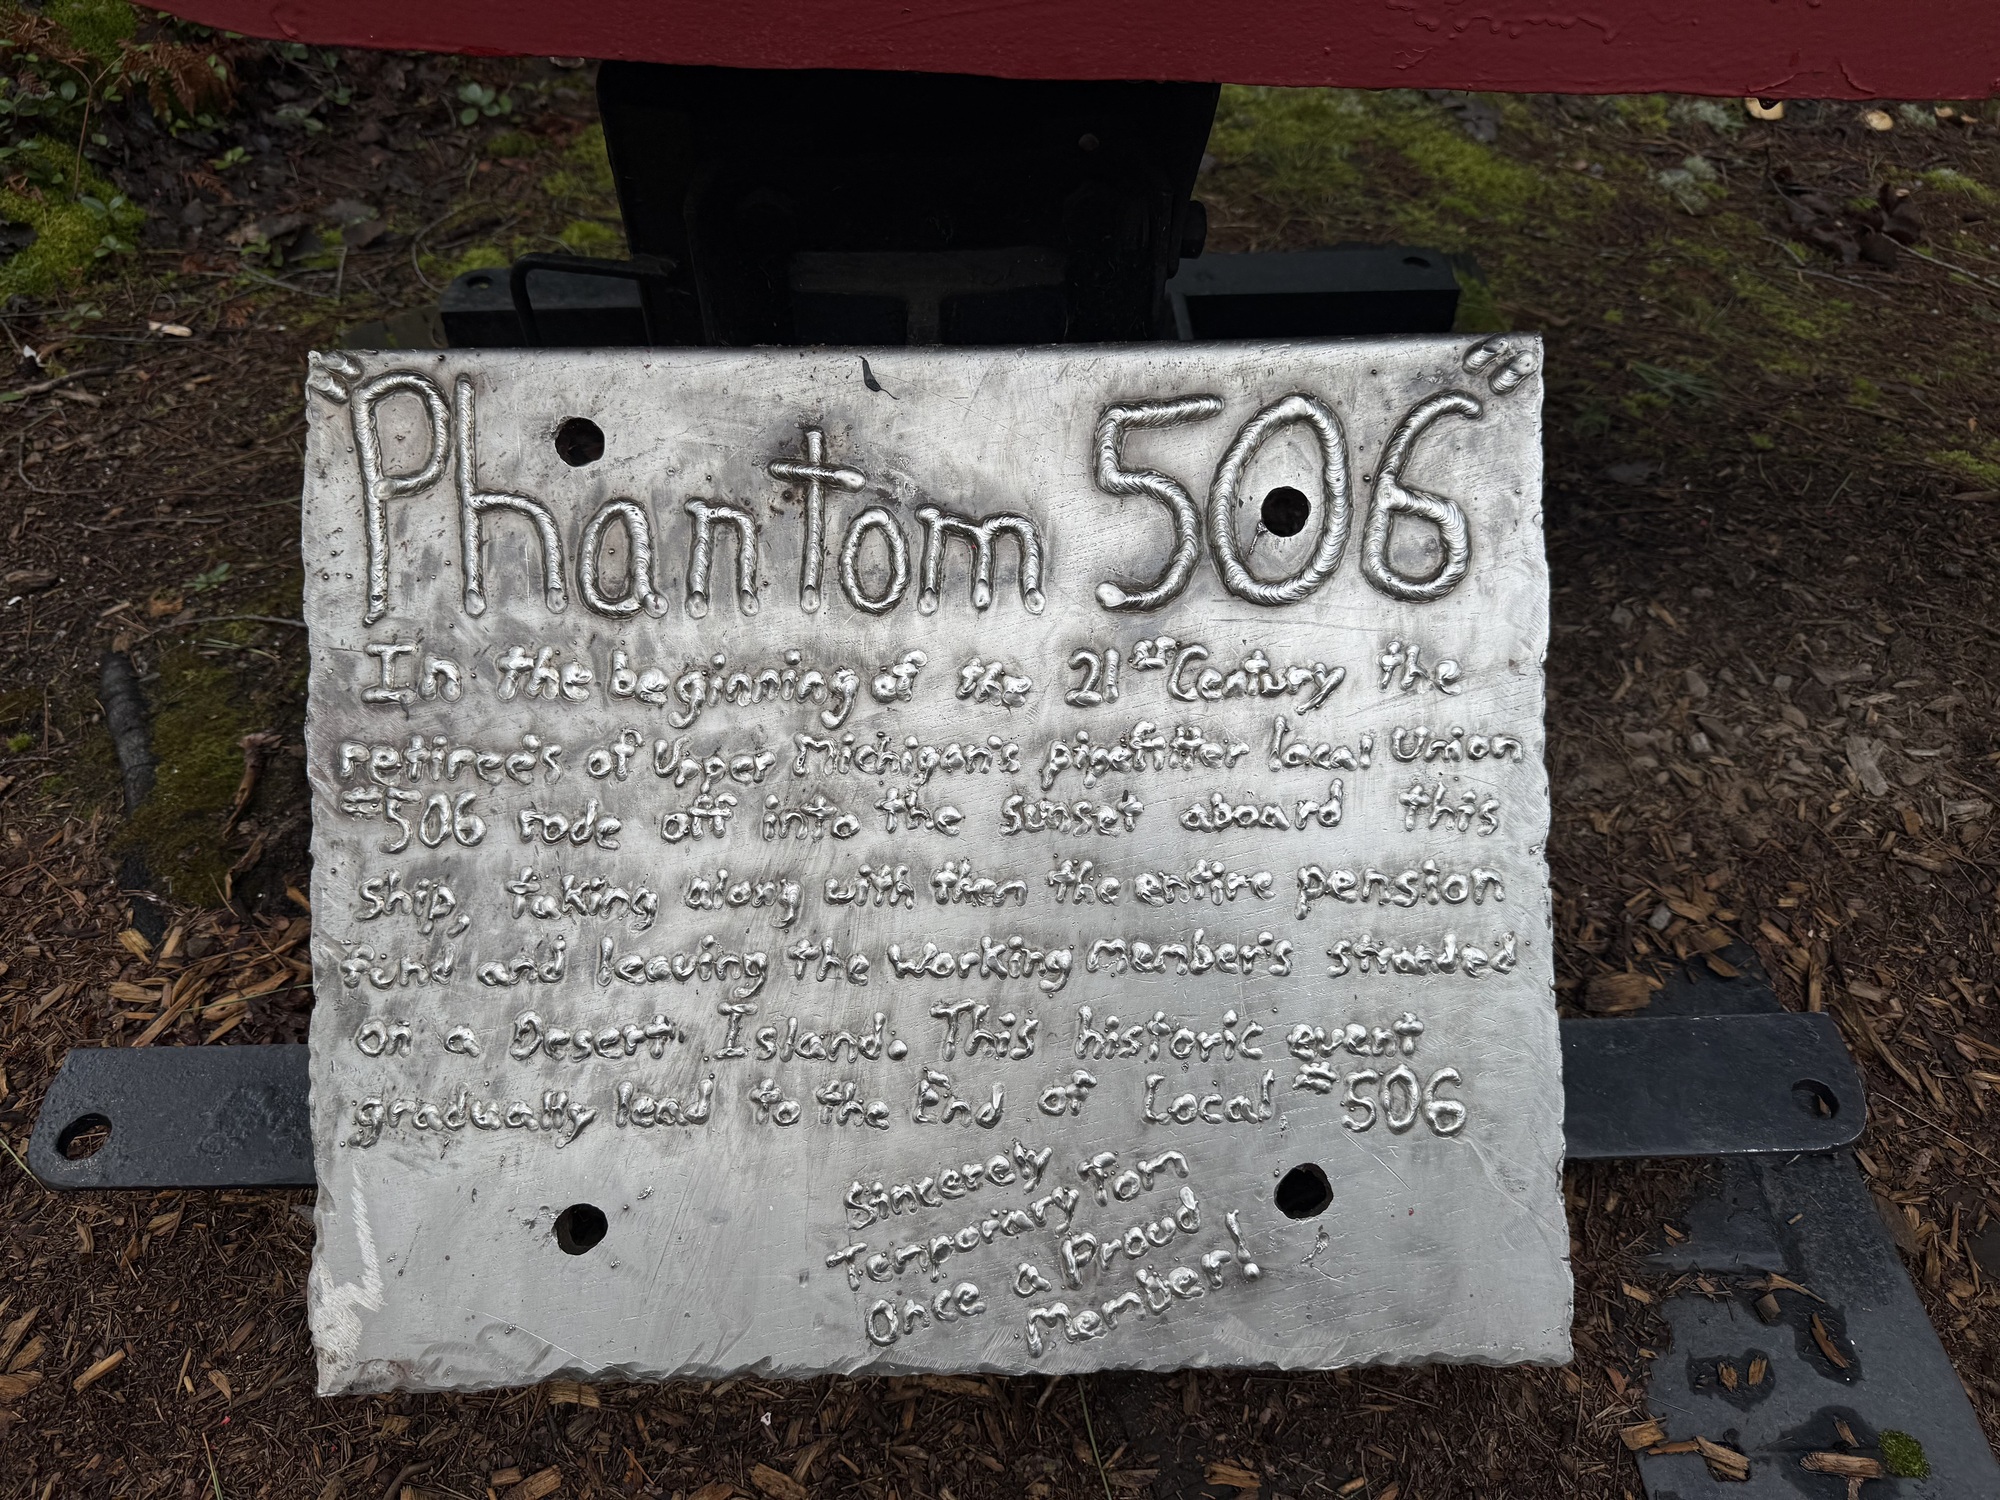 "Phantom 506"
In the beginning of the 21st Century the
retiree's of Upper Michigan's pipefitter local Union
#506 rode off into the sunset aboard this
ship, taking along with then the entire pension
fund and leaving the working member's stranded
on a Desert Island. This historic event
gradually lead to the End of Local #506
Sincerely
Temporary Tom
Once a Proud
Member!